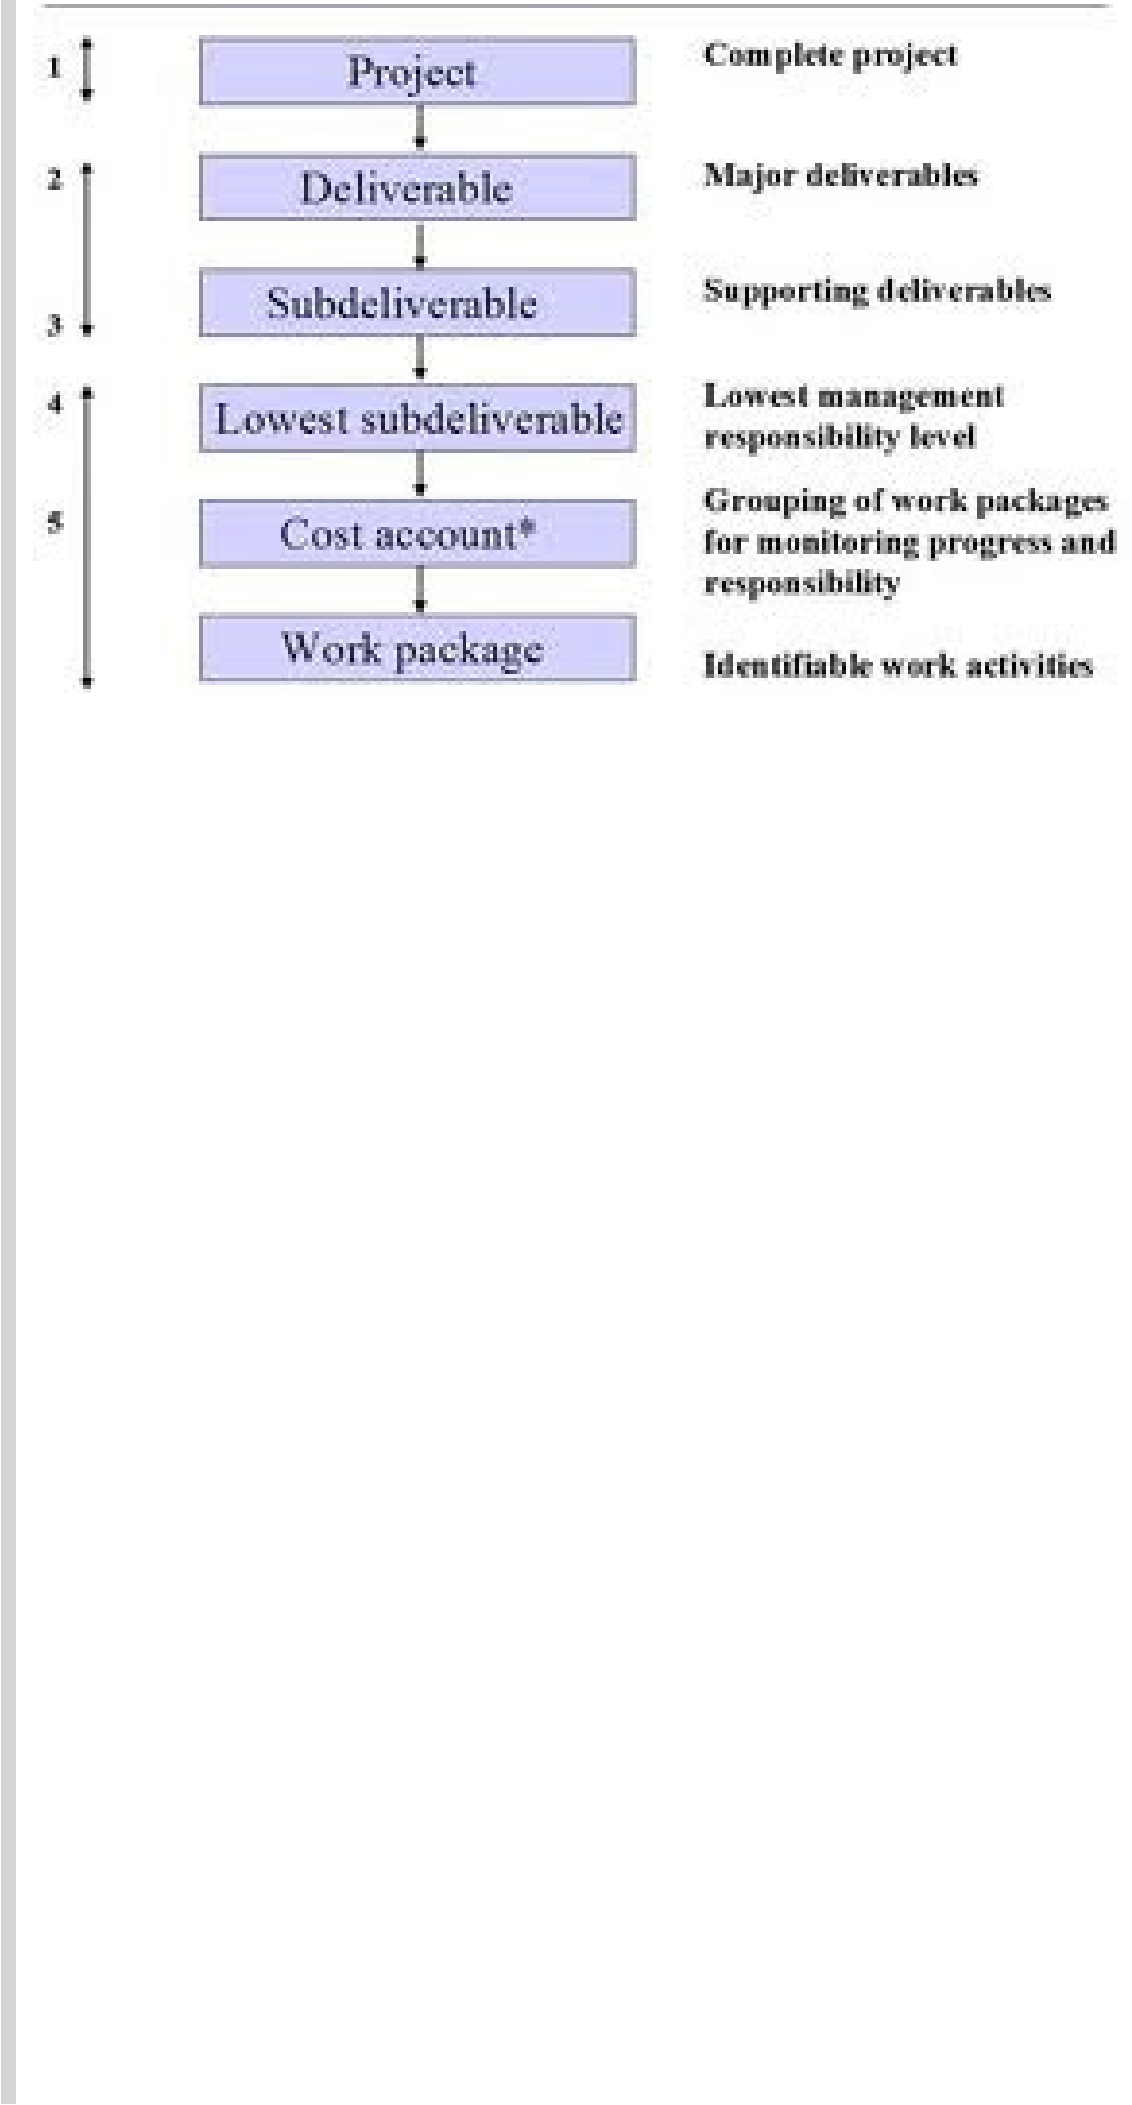 1
Project
Complete project
2
Deliverable
Major deliverables
3
Subdeliverable
Supporting deliverables
4
Lowest subdeliverable
Lowest management
responsibility level
5
Cost account*
Grouping of work packages
for monitoring progress and
responsibility
Work package
Identifiable work activities